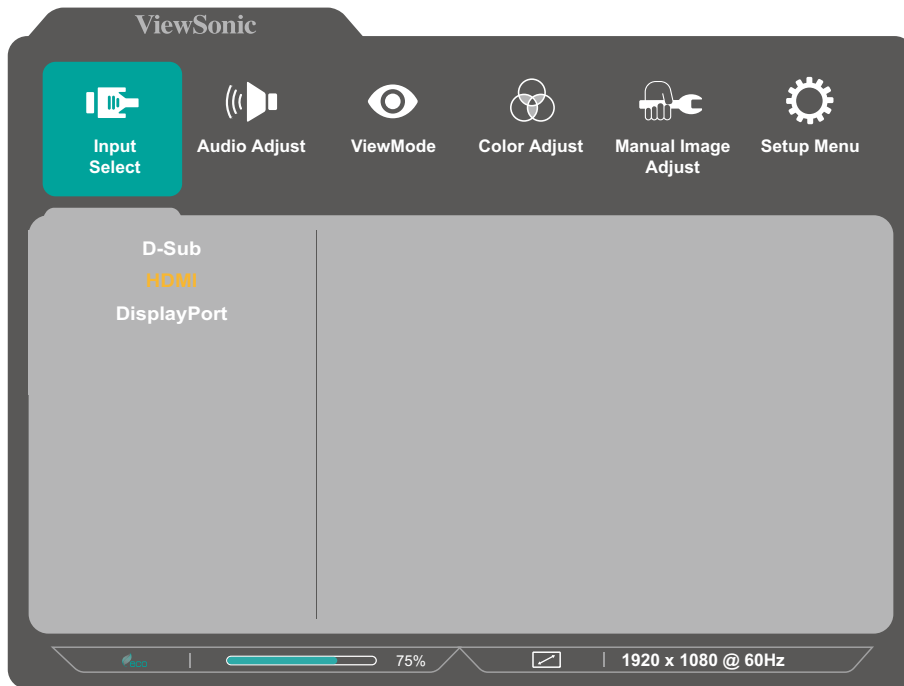 ViewSonic
Input
Select
Audio Adjust
ViewMode
Color Adjust
Manual Image
Adjust
Setup Menu
D-Sub
HDMI
DisplayPort
eco
75%
1920 x 1080 @ 60Hz